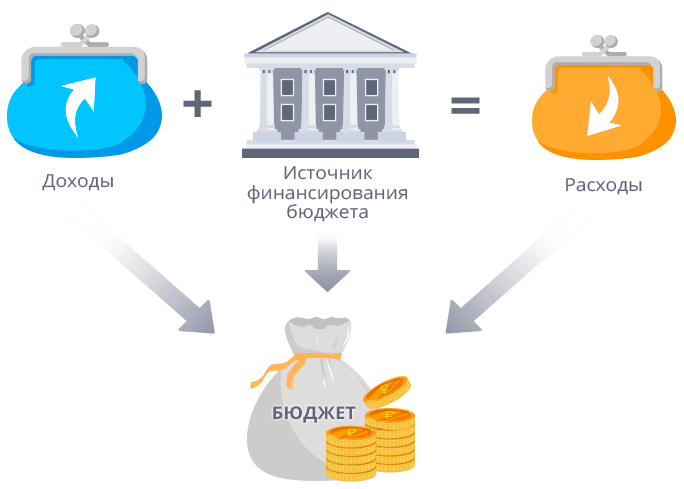 +
=
Доходы
Источник
финансирования
бюджета
Расходы
БЮДЖЕТ
₽
₽
₽